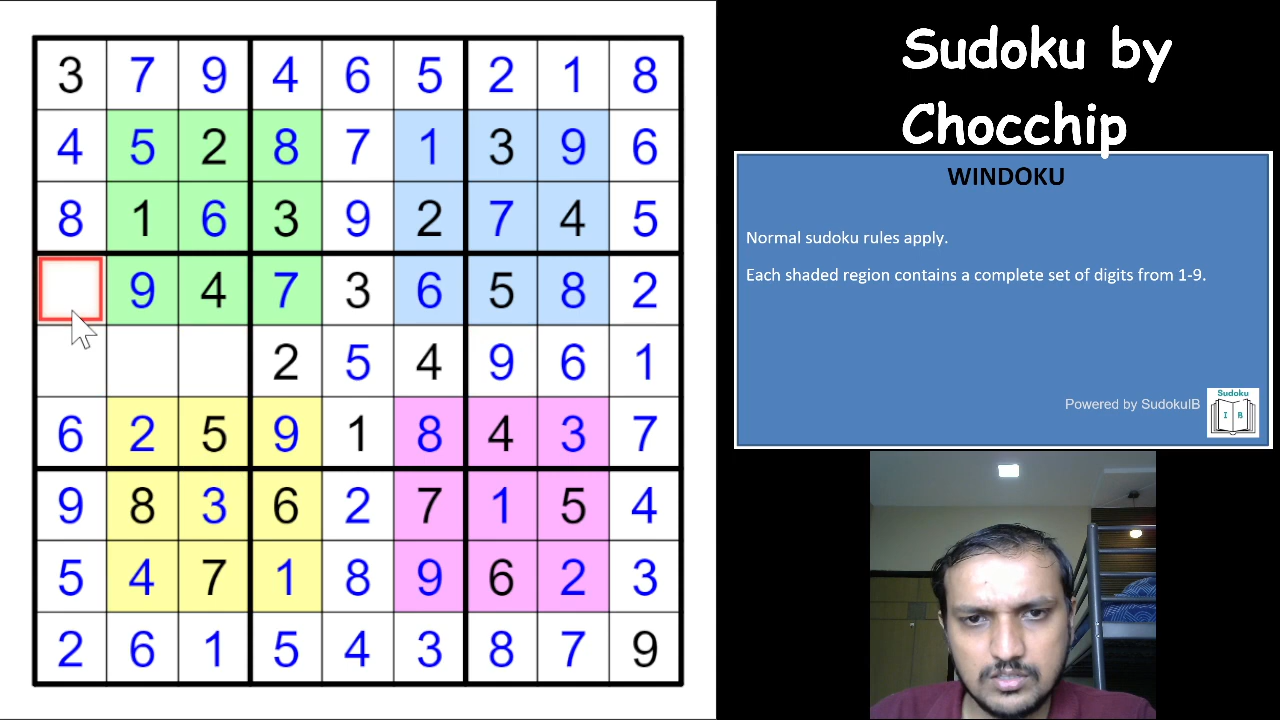 Sudoku by
Chocchip
WINDOKU
Normal sudoku rules apply.
Each shaded region contains a complete set of digits from 1-9.
Powered by SudokuIB
Sudoku
I B
3 7 9 4 6 5 2 1 8
4 5 2 8 7 1 3 9 6
8 1 6 3 9 2 7 4 5
9 4 7 3 6 5 8 2
2 5 4 9 6 1
6 2 5 9 1 8 4 3 7
9 8 3 6 2 7 1 5 4
5 4 7 1 8 9 6 2 3
2 6 1 5 4 3 8 7 9